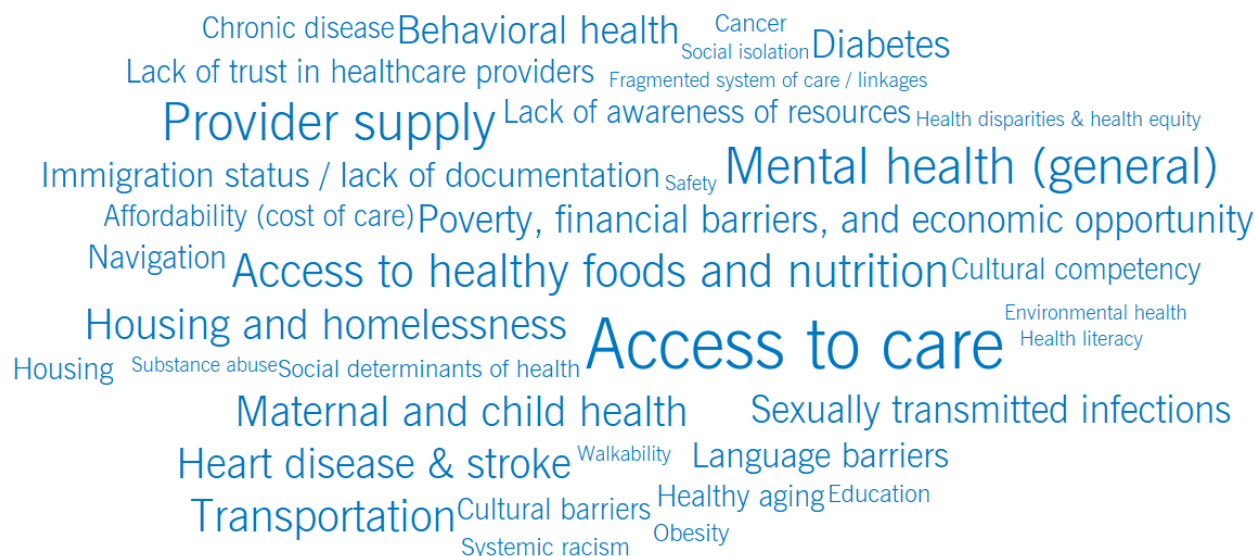 Chronic disease Behavioral health Cancer
Social isolation Diabetes
Lack of trust in healthcare providers Fragmented system of care / linkages
Provider supply Lack of awareness of resources Health disparities & health equity
Immigration status / lack of documentation Safety Mental health (general)
Affordability (cost of care) Poverty, financial barriers, and economic opportunity
Navigation Access to healthy foods and nutrition Cultural competency
Housing and homelessness Access to care Environmental health
Health literacy
Housing Substance abuse Social determinants of health
Maternal and child health Sexually transmitted infections
Heart disease & stroke Walkability Language barriers
Transportation Cultural barriers Healthy aging Education
Systemic racism Obesity